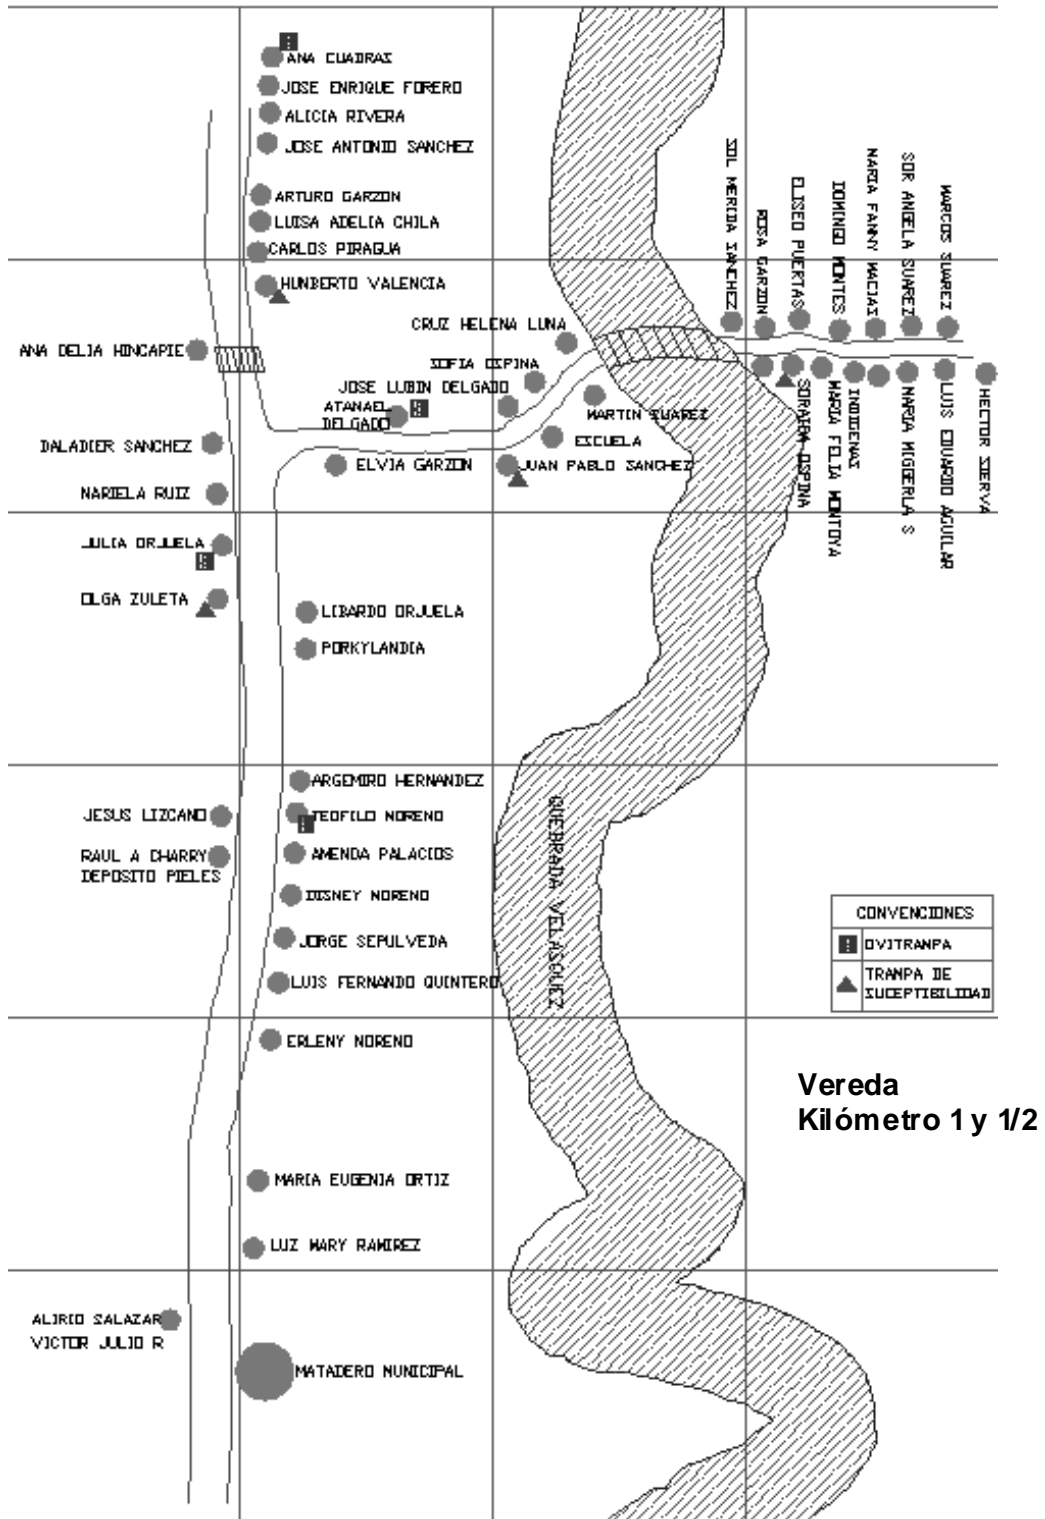 ANA CUADRAS
JOSE ENRIQUE FORERO
ALICIA RIVERA
JOSE ANTONIO SANCHEZ
ARTURO GARZON
LUISA ADELIA CHILA
CARLOS PIRAGUA
HUMBERTO VALENCIA
CRUZ HELENA LUNA
ANA DELIA HINCAPIE
SOFIA OSPINA
JOSE LUBIN DELGADO
ATANAEL
DELGADO
MARTIN SUAREZ
DALADIER SANCHEZ
ESCUELA
ELVIA GARZON
JUAN PABLO SANCHEZ
MARIELA RUIZ
SOL MERIDA SANCHEZ
ROSA GARZON
ELISEO PUERTAS
DOMINGO MONTES
MARIA FANNY MACIAS
SOR ANGELA SUAREZ
MARCOS SUAREZ
SORAIDA OSPINA
MARIA FELIA MONTOYA
INDIGENAS
MARIA MIGGERLA S
LUIS EDUARDO AGUILAR
HECTOR SIERVA
JULIA ORJUELA
OLGA ZULETA
LIBARDO ORJUELA
PORKYLANDIA
ARGEMIRO HERNANDEZ
JESUS LIZCANO
TEOFILO MORENO
RAUL A CHARRY
DEPOSITO PIELES
AMENDA PALACIOS
DISNEY MORENO
JORGE SEPULVEDA
LUIS FERNANDO QUINTERO
QUEBRADA VELASQUEZ
CONVENCIONES
OVITRAMPA
TRAMPA DE
SUCEPTIBILIDAD
ERLENY MORENO
Vereda
Kilómetro 1 y 1/2
MARIA EUGENIA ORTIZ
LUZ MARY RAMIREZ
ALIRIO SALAZAR
VICTOR JULIO R
MATADERO MUNICIPAL